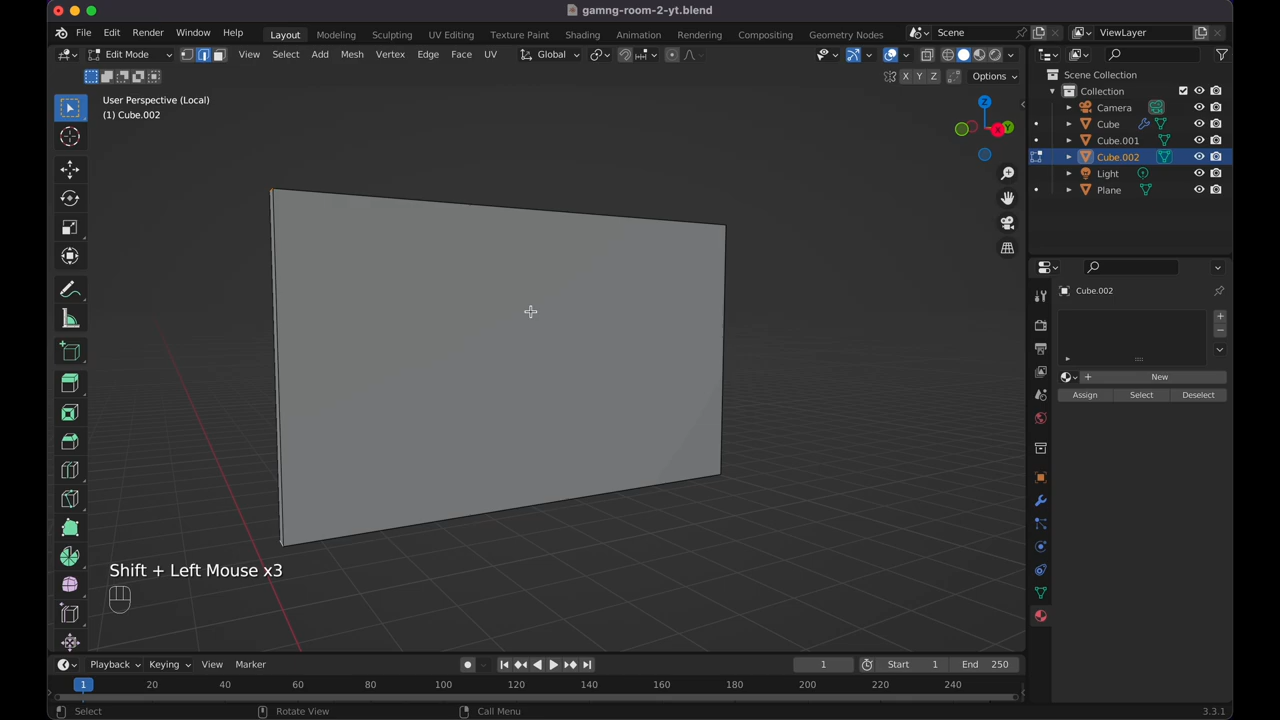 gamng-room-2-yt.blend
File Edit Render Window Help
Layout Modeling Sculpting UV Editing Texture Paint Shading Animation Rendering Compositing Geometry Nodes
Scene
ViewLayer
Edit Mode View Select Add Mesh Vertex Edge Face UV Global
X Y Z Options
User Perspective (Local)
(1) Cube.002
Z
X Y
Scene Collection
Collection
Camera
Cube
Cube.001
Cube.002
Light
Plane
Cube.002
New
Assign Select Deselect
Shift + Left Mouse x3
Playback Keying View Marker
1 Start 1 End 250
1 20 40 60 80 100 120 140 160 180 200 220 240
Select Rotate View Call Menu 3.3.1